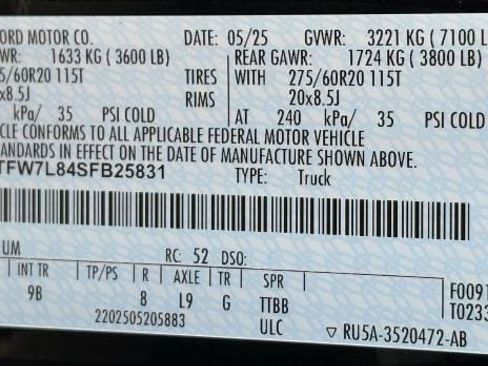 ORD MOTOR CO. DATE: 05/25 GVWR: 3221 KG ( 7100 L
WR: 1633 KG ( 3600 LB) REAR GAWR: 1724 KG ( 3800 LB)
5/60R20 115T TIRES WITH 275/60R20 115T
x8.5J RIMS 20x8.5J
kPa/ 35 PSI COLD AT 240 kPa/ 35 PSI COLD
CLE CONFORMS TO ALL APPLICABLE FEDERAL MOTOR VEHICLE
TANDARDS IN EFFECT ON THE DATE OF MANUFACTURE SHOWN ABOVE.
TFW7L84SFB25831 TYPE: Truck
UM RC: 52 DSO:
INT TR TP/PS R AXLE TR SPR F0091
9B 8 L9 G TTBB T0233
2202505205883 ULC ▽ RU5A-3520472-AB